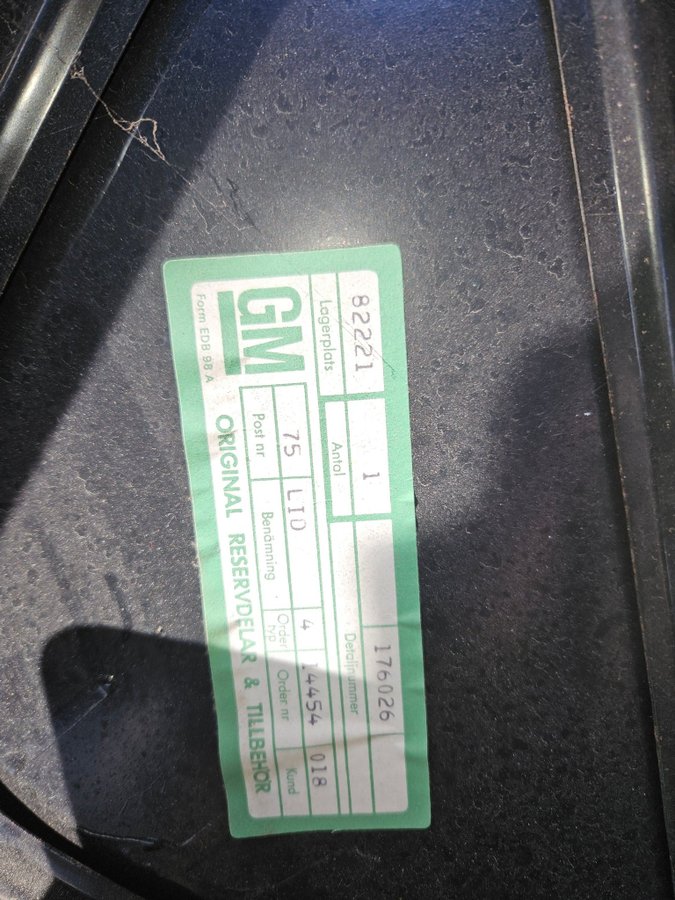 82221 1 176026
Lagerplats Antal Detaljnummer
GM 75 LID 4 14454 018
Post nr Benämning Order typ Order nr Kund
Form EDB 98 A ORIGINAL RESERVDELAR & TILLBEHÖR